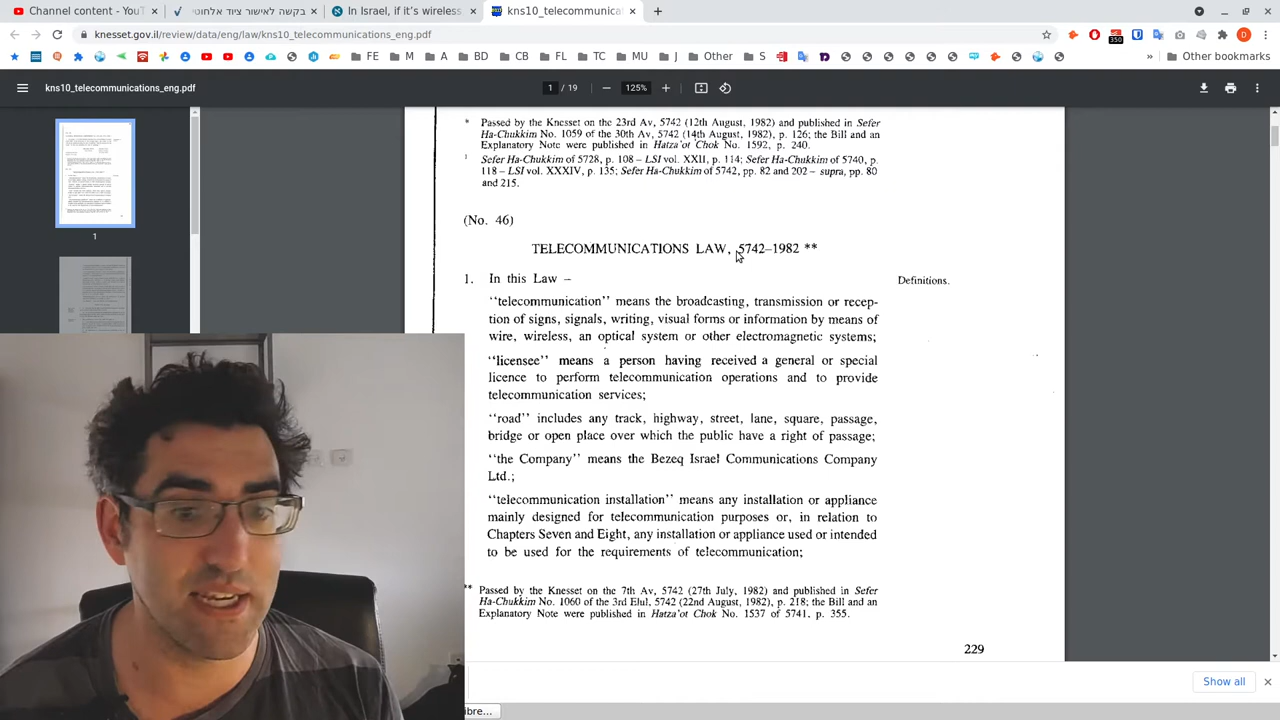 Channel content - YouT
בקשה לאישור ציוד אלחוטי
In Israel, if it's wireless
kns10_telecommunica
knesset.gov.il/review/data/eng/law/kns10_telecommunications_eng.pdf
350
D
FE
A
BD
CB
FL
TC
MU
J
Other
S
»
Other bookmarks
kns10_telecommunications_eng.pdf
1 / 19
125%
1
* Passed by the Knesset on the 23rd Av, 5742 (12th August, 1982) and published in Sefer
Ha-Chukkim No. 1059 of the 30th Av, 5742 (14th August, 1982), p. 126; the Bill and an
Explanatory Note were published in Hatza'ot Chok No. 1592, p. 240.
1 Sefer Ha-Chukkim of 5728, p. 108 – LSI vol. XXII, p. 114; Sefer Ha-Chukkim of 5740, p.
118 – LSI vol. XXXIV, p. 135; Sefer Ha-Chukkim of 5742, pp. 82 and 202 – supra, pp. 80
and 215.
(No. 46)
TELECOMMUNICATIONS LAW, 5742–1982 **
1. In this Law –
Definitions.
"telecommunication" means the broadcasting, transmission or recep-
tion of signs, signals, writing, visual forms or information by means of
wire, wireless, an optical system or other electromagnetic systems;
"licensee" means a person having received a general or special
licence to perform telecommunication operations and to provide
telecommunication services;
"road" includes any track, highway, street, lane, square, passage,
bridge or open place over which the public have a right of passage;
"the Company" means the Bezeq Israel Communications Company
Ltd.;
"telecommunication installation" means any installation or appliance
mainly designed for telecommunication purposes or, in relation to
Chapters Seven and Eight, any installation or appliance used or intended
to be used for the requirements of telecommunication;
** Passed by the Knesset on the 7th Av, 5742 (27th July, 1982) and published in Sefer
Ha-Chukkim No. 1060 of the 3rd Elul, 5742 (22nd August, 1982), p. 218; the Bill and an
Explanatory Note were published in Hatza'ot Chok No. 1537 of 5741, p. 355.
229
Show all
ibre...